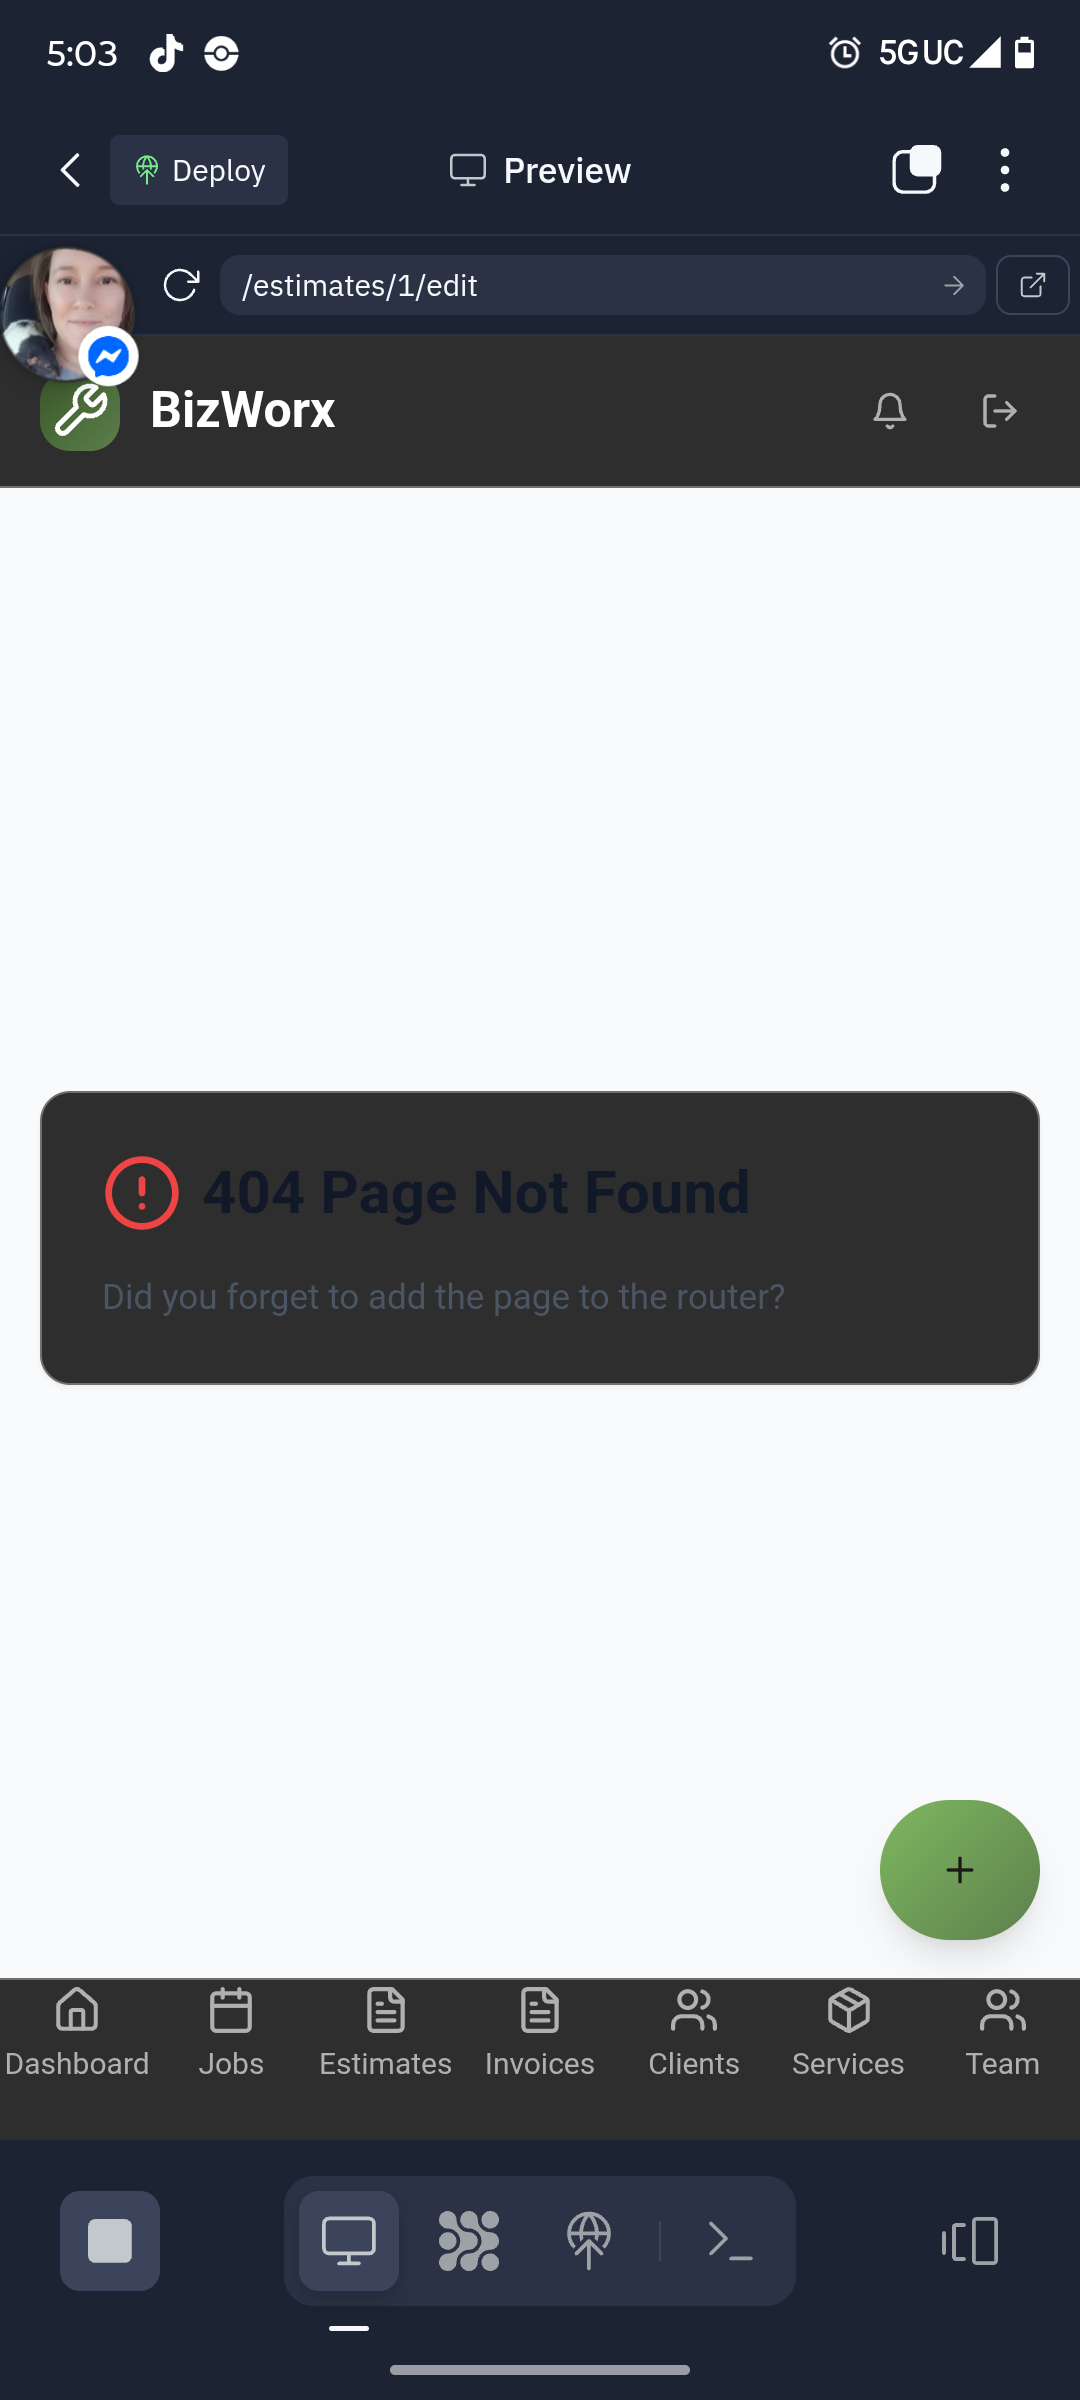 5:03
5G UC
Deploy
Preview
/estimates/1/edit
BizWorx
404 Page Not Found
Did you forget to add the page to the router?
Dashboard
Jobs
Estimates
Invoices
Clients
Services
Team